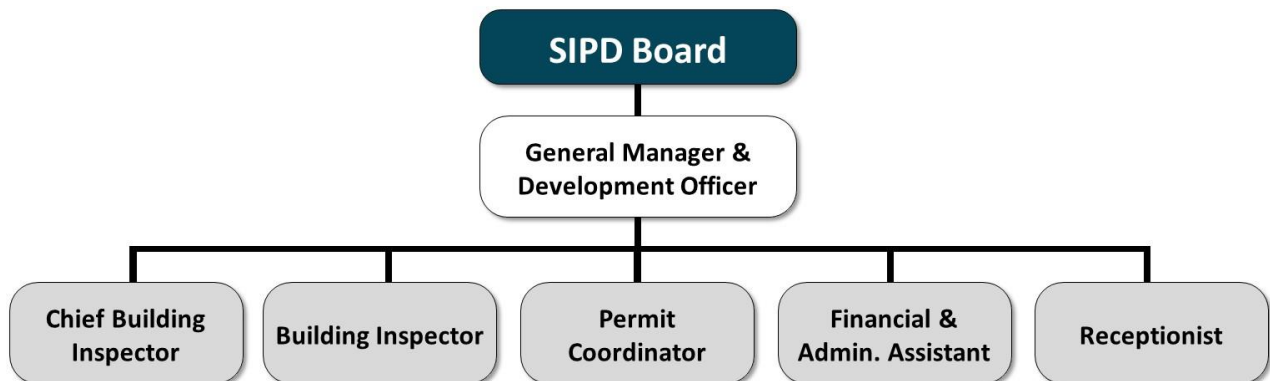 SIPD Board
General Manager &
Development Officer
Chief Building
Inspector
Building Inspector
Permit
Coordinator
Financial &
Admin. Assistant
Receptionist